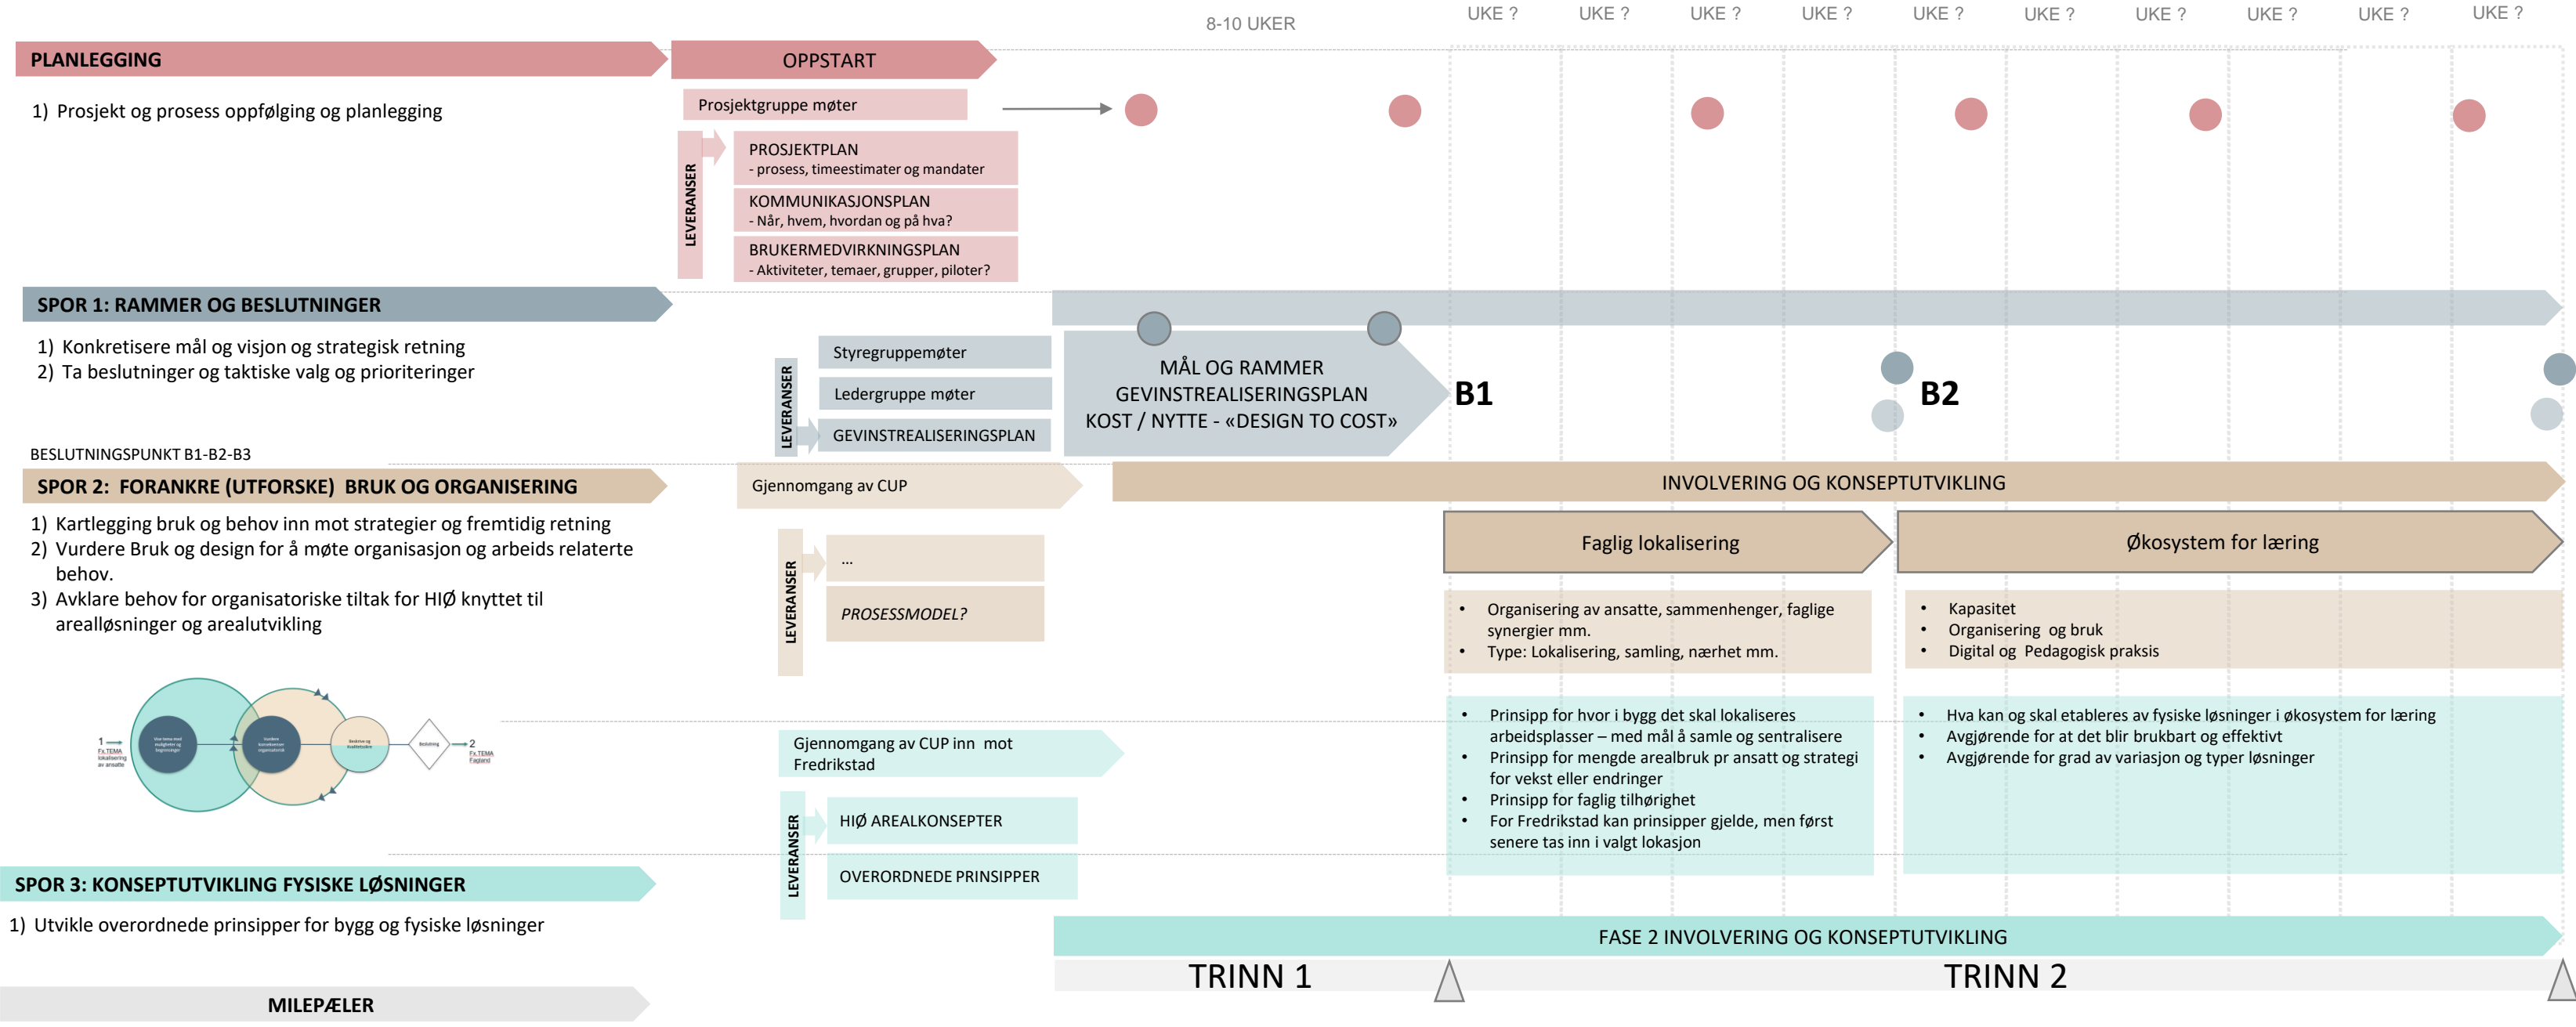 8-10 UKER
UKE ?
UKE ?
UKE ?
UKE ?
UKE ?
UKE ?
UKE ?
UKE ?
UKE ?
UKE ?
PLANLEGGING
OPPSTART
1) Prosjekt og prosess oppfølging og planlegging
Prosjektgruppe møter
LEVERANSER
PROSJEKTPLAN
- prosess, timeestimater og mandater
KOMMUNIKASJONSPLAN
- Når, hvem, hvordan og på hva?
BRUKERMEDVIRKNINGSPLAN
- Aktiviteter, temaer, grupper, piloter?
SPOR 1: RAMMER OG BESLUTNINGER
1) Konkretisere mål og visjon og strategisk retning
2) Ta beslutninger og taktiske valg og prioriteringer
LEVERANSER
Styregruppemøter
Ledergruppe møter
GEVINSTREALISERINGSPLAN
MÅL OG RAMMER
GEVINSTREALISERINGSPLAN
KOST / NYTTE - «DESIGN TO COST»
B1
B2
BESLUTNINGSPUNKT B1-B2-B3
SPOR 2: FORANKRE (UTFORSKE) BRUK OG ORGANISERING
Gjennomgang av CUP
INVOLVERING OG KONSEPTUTVIKLING
1) Kartlegging bruk og behov inn mot strategier og fremtidig retning
2) Vurdere Bruk og design for å møte organisasjon og arbeids relaterte
behov.
3) Avklare behov for organisatoriske tiltak for HIØ knyttet til
arealløsninger og arealutvikling
LEVERANSER
...
PROSESSMODEL?
Faglig lokalisering
Økosystem for læring
• Organisering av ansatte, sammenhenger, faglige
synergier mm.
• Type: Lokalisering, samling, nærhet mm.
• Kapasitet
• Organisering og bruk
• Digital og Pedagogisk praksis
1
Fx.TEMA
lokalisering
av ansatte
Beslutning
2
Fx.TEMA
Fagland
Gjennomgang av CUP inn mot
Fredrikstad
LEVERANSER
HIØ AREALKONSEPTER
OVERORDNEDE PRINSIPPER
• Prinsipp for hvor i bygg det skal lokaliseres
arbeidsplasser – med mål å samle og sentralisere
• Prinsipp for mengde arealbruk pr ansatt og strategi
for vekst eller endringer
• Prinsipp for faglig tilhørighet
• For Fredrikstad kan prinsipper gjelde, men først
senere tas inn i valgt lokasjon
• Hva kan og skal etableres av fysiske løsninger i økosystem for læring
• Avgjørende for at det blir brukbart og effektivt
• Avgjørende for grad av variasjon og typer løsninger
SPOR 3: KONSEPTUTVIKLING FYSISKE LØSNINGER
1) Utvikle overordnede prinsipper for bygg og fysiske løsninger
FASE 2 INVOLVERING OG KONSEPTUTVIKLING
TRINN 1
TRINN 2
MILEPÆLER